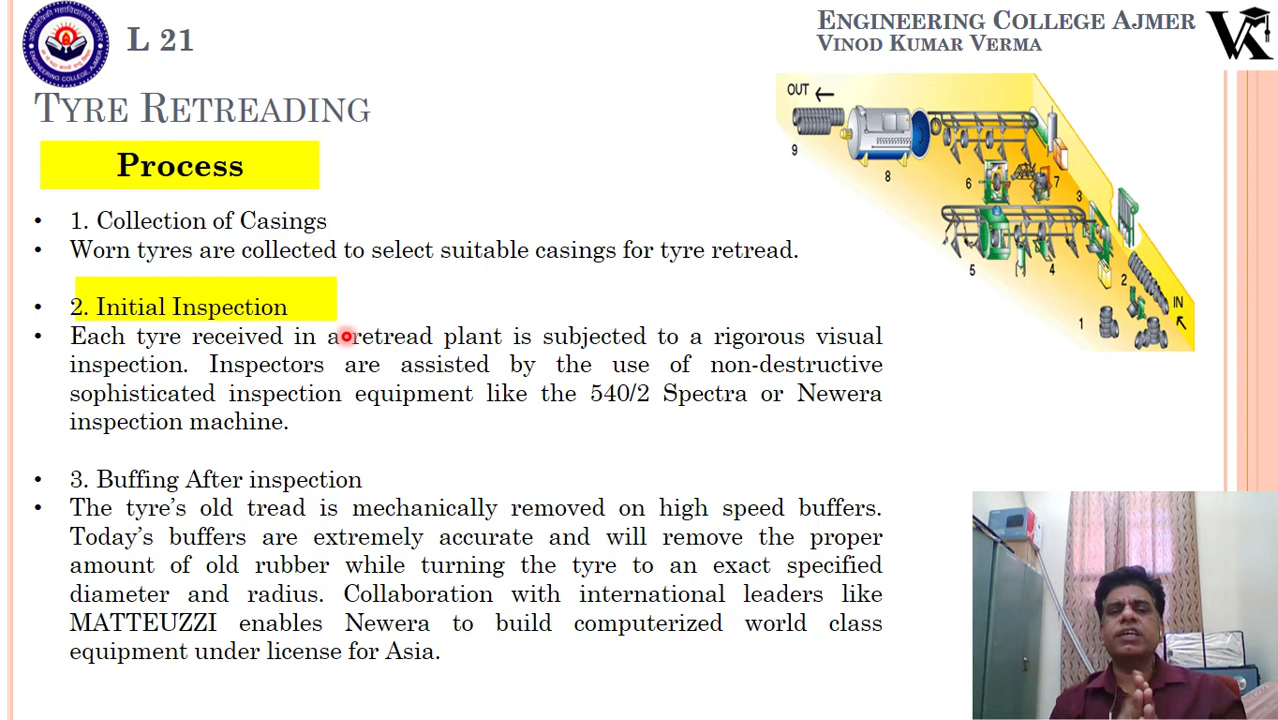 L 21
ENGINEERING COLLEGE AJMER
VINOD KUMAR VERMA
TYRE RETREADING
Process
• 1. Collection of Casings
• Worn tyres are collected to select suitable casings for tyre retread.
• 2. Initial Inspection
• Each tyre received in a retread plant is subjected to a rigorous visual
inspection. Inspectors are assisted by the use of non-destructive
sophisticated inspection equipment like the 540/2 Spectra or Newera
inspection machine.
• 3. Buffing After inspection
• The tyre's old tread is mechanically removed on high speed buffers.
Today's buffers are extremely accurate and will remove the proper
amount of old rubber while turning the tyre to an exact specified
diameter and radius. Collaboration with international leaders like
MATTEUZZI enables Newera to build computerized world class
equipment under license for Asia.
OUT
9
8
6
7
3
5
4
2
IN
1